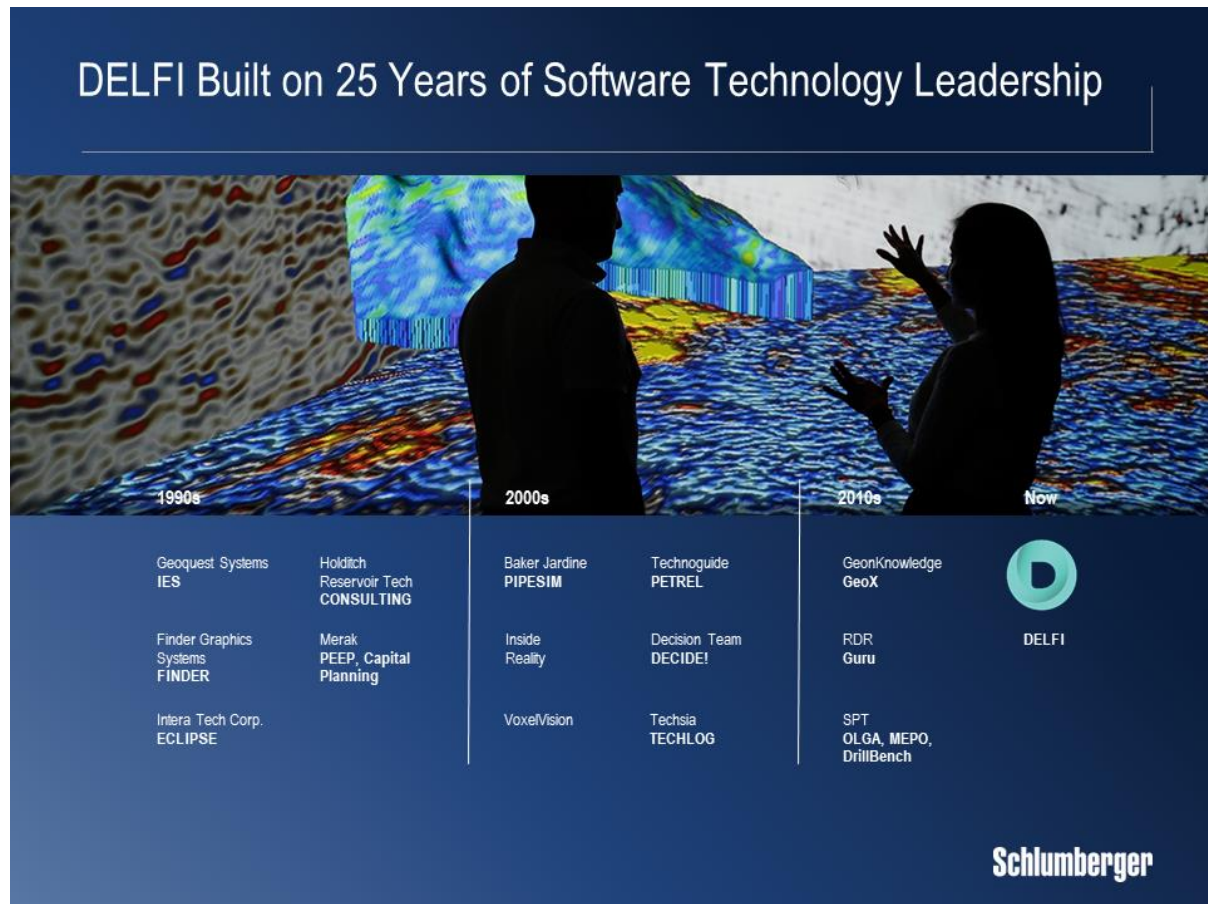 DELFI Built on 25 Years of Software Technology Leadership
1990s
Geoquest Systems
IES
Finder Graphics
Systems
FINDER
Intera Tech Corp.
ECLIPSE
Holditch
Reservoir Tech
CONSULTING
Merak
PEEP, Capital
Planning
2000s
Baker Jardine
PIPESIM
Inside
Reality
VoxelVision
Technoguide
PETREL
Decision Team
DECIDE!
Techsia
TECHLOG
2010s
GeonKnowledge
GeoX
RDR
Guru
SPT
OLGA, MEPO,
DrillBench
Now
D
DELFI
Schlumberger